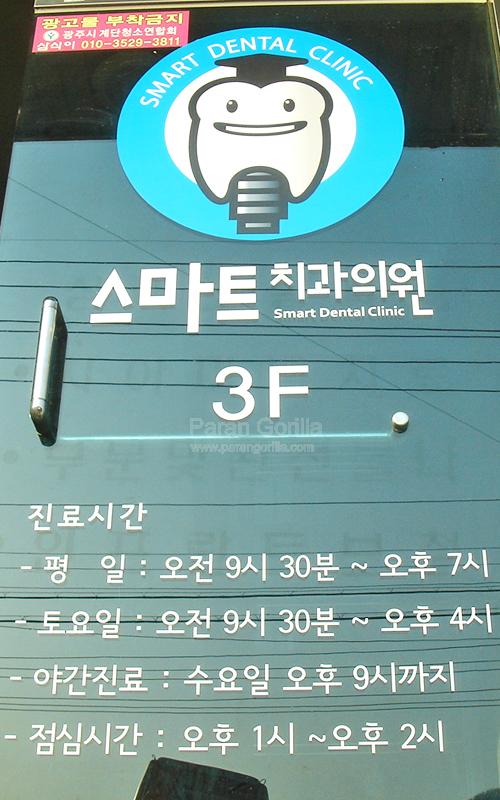 광고물 부착금지
광주시계단청소연합회
010-3529-3811
SMART DENTAL CLINIC
스마트 치과의원
Smart Dental Clinic
3F
Paran Gorilla
www.parangorilla.com
진료시간
- 평 일 : 오전 9시 30분 ~ 오후 7시
- 토요일 : 오전 9시 30분 ~ 오후 4시
- 야간진료 : 수요일 오후 9시까지
- 점심시간 : 오후 1시 ~오후 2시